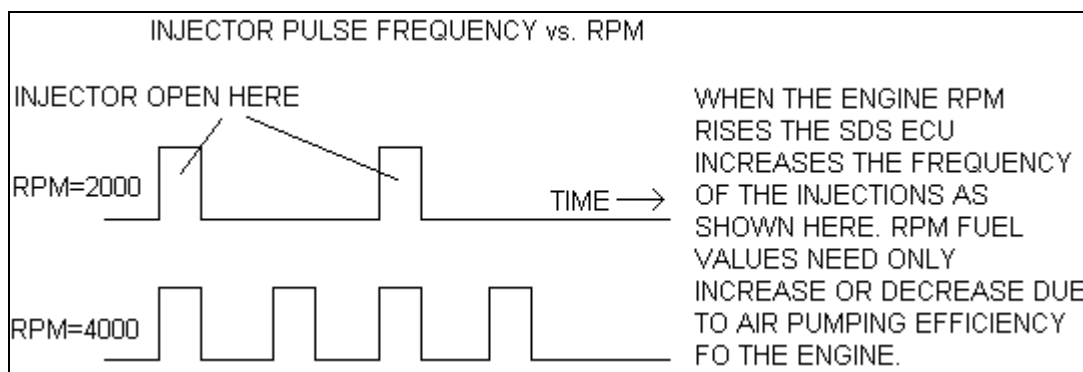 INJECTOR PULSE FREQUENCY vs. RPM
INJECTOR OPEN HERE
RPM=2000
TIME
RPM=4000
WHEN THE ENGINE RPM
RISES THE SDS ECU
INCREASES THE FREQUENCY
OF THE INJECTIONS AS
SHOWN HERE. RPM FUEL
VALUES NEED ONLY
INCREASE OR DECREASE DUE
TO AIR PUMPING EFFICIENCY
FO THE ENGINE.